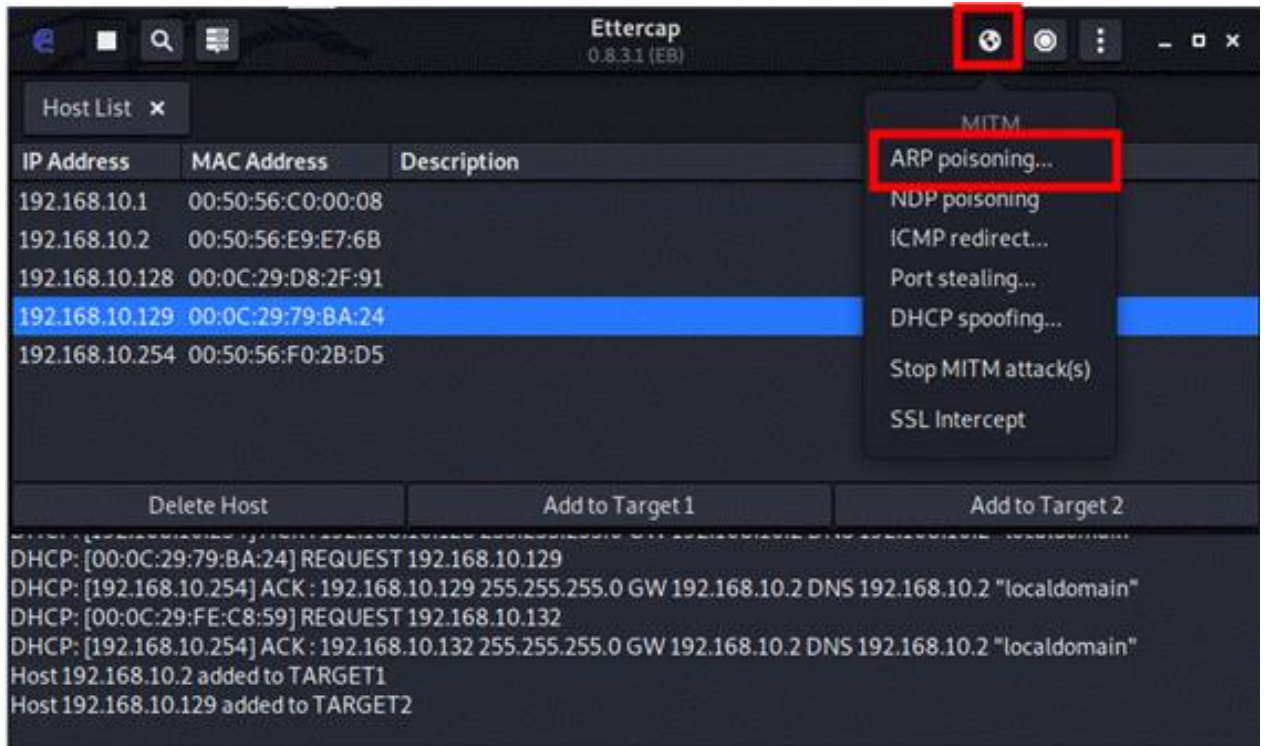 Ettercap
0.8.3.1 (EB)
Host List ×
MITM
IP Address MAC Address Description
ARP poisoning...
192.168.10.1 00:50:56:C0:00:08
NDP poisoning
192.168.10.2 00:50:56:E9:E7:6B
ICMP redirect...
192.168.10.128 00:0C:29:D8:2F:91
Port stealing...
192.168.10.129 00:0C:29:79:BA:24
DHCP spoofing...
192.168.10.254 00:50:56:F0:2B:D5
Stop MITM attack(s)
SSL Intercept
Delete Host Add to Target 1 Add to Target 2
DHCP: [00:0C:29:79:BA:24] REQUEST 192.168.10.129
DHCP: [192.168.10.254] ACK : 192.168.10.129 255.255.255.0 GW 192.168.10.2 DNS 192.168.10.2 "localdomain"
DHCP: [00:0C:29:FE:C8:59] REQUEST 192.168.10.132
DHCP: [192.168.10.254] ACK : 192.168.10.132 255.255.255.0 GW 192.168.10.2 DNS 192.168.10.2 "localdomain"
Host 192.168.10.2 added to TARGET1
Host 192.168.10.129 added to TARGET2